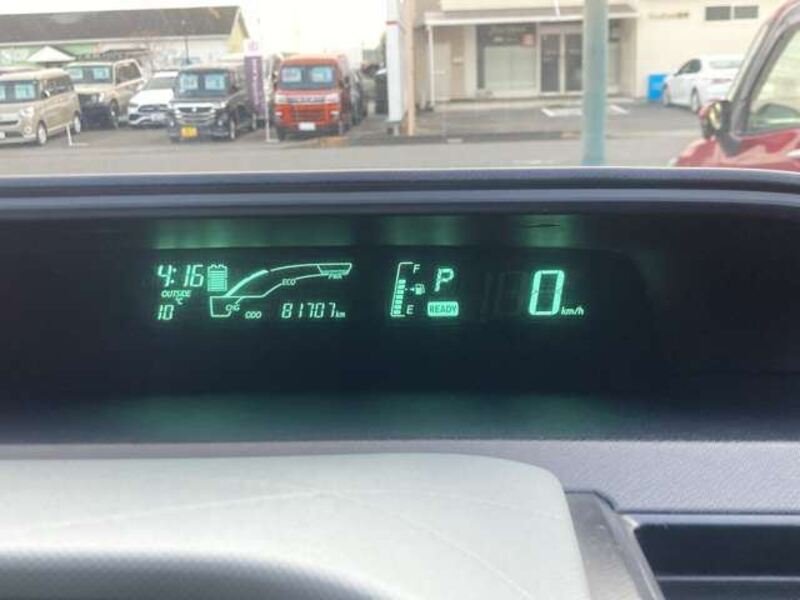 4:16
OUTSIDE
10 °C
ECO
PWR
CHG
ODO 81707 km
F
E
P
READY
0 km/h